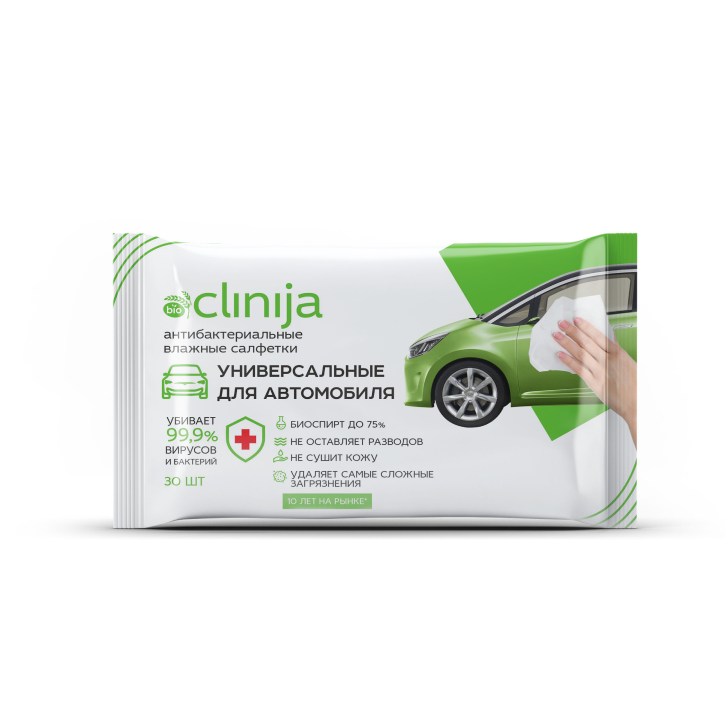 bio
clinija
антибактериальные
влажные салфетки
УНИВЕРСАЛЬНЫЕ
ДЛЯ АВТОМОБИЛЯ
УБИВАЕТ
99,9%
ВИРУСОВ
И БАКТЕРИЙ
30 ШТ
БИОСПИРТ ДО 75%
НЕ ОСТАВЛЯЕТ РАЗВОДОВ
НЕ СУШИТ КОЖУ
УДАЛЯЕТ САМЫЕ СЛОЖНЫЕ
ЗАГРЯЗНЕНИЯ
10 ЛЕТ НА РЫНКЕ*